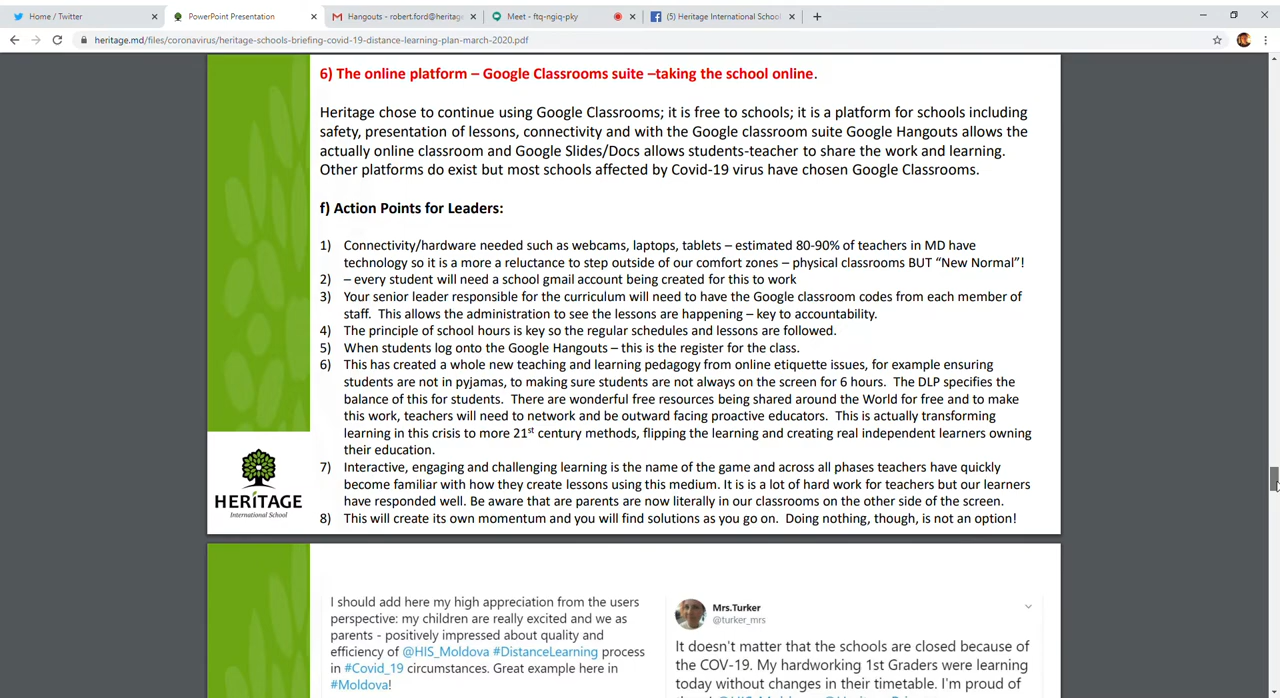 Home / Twitter
PowerPoint Presentation
Hangouts - robert.ford@heritage
Meet - ftq-ngiq-pky
(5) Heritage International School
heritage.md/files/coronavirus/heritage-schools-briefing-covid-19-distance-learning-plan-march-2020.pdf
6) The online platform – Google Classrooms suite –taking the school online.
Heritage chose to continue using Google Classrooms; it is free to schools; it is a platform for schools including
safety, presentation of lessons, connectivity and with the Google classroom suite Google Hangouts allows the
actually online classroom and Google Slides/Docs allows students-teacher to share the work and learning.
Other platforms do exist but most schools affected by Covid-19 virus have chosen Google Classrooms.
f) Action Points for Leaders:
1) Connectivity/hardware needed such as webcams, laptops, tablets – estimated 80-90% of teachers in MD have
technology so it is a more a reluctance to step outside of our comfort zones – physical classrooms BUT “New Normal”!
2) – every student will need a school gmail account being created for this to work
3) Your senior leader responsible for the curriculum will need to have the Google classroom codes from each member of
staff. This allows the administration to see the lessons are happening – key to accountability.
4) The principle of school hours is key so the regular schedules and lessons are followed.
5) When students log onto the Google Hangouts – this is the register for the class.
6) This has created a whole new teaching and learning pedagogy from online etiquette issues, for example ensuring
students are not in pyjamas, to making sure students are not always on the screen for 6 hours. The DLP specifies the
balance of this for students. There are wonderful free resources being shared around the World for free and to make
this work, teachers will need to network and be outward facing proactive educators. This is actually transforming
learning in this crisis to more 21st century methods, flipping the learning and creating real independent learners owning
their education.
7) Interactive, engaging and challenging learning is the name of the game and across all phases teachers have quickly
become familiar with how they create lessons using this medium. It is is a lot of hard work for teachers but our learners
have responded well. Be aware that are parents are now literally in our classrooms on the other side of the screen.
8) This will create its own momentum and you will find solutions as you go on. Doing nothing, though, is not an option!
HERITAGE
International School
I should add here my high appreciation from the users
perspective: my children are really excited and we as
parents - positively impressed about quality and
efficiency of @HIS_Moldova #DistanceLearning process
in #Covid_19 circumstances. Great example here in
#Moldova!
Mrs.Turker
@turker_mrs
It doesn't matter that the schools are closed because of
the COV-19. My hardworking 1st Graders were learning
today without changes in their timetable. I'm proud of